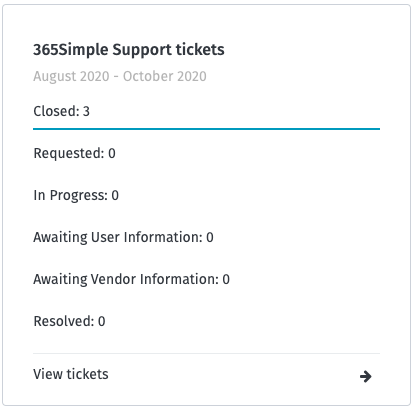 365Simple Support tickets
August 2020 - October 2020
Closed: 3
Requested: 0
In Progress: 0
Awaiting User Information: 0
Awaiting Vendor Information: 0
Resolved: 0
View tickets